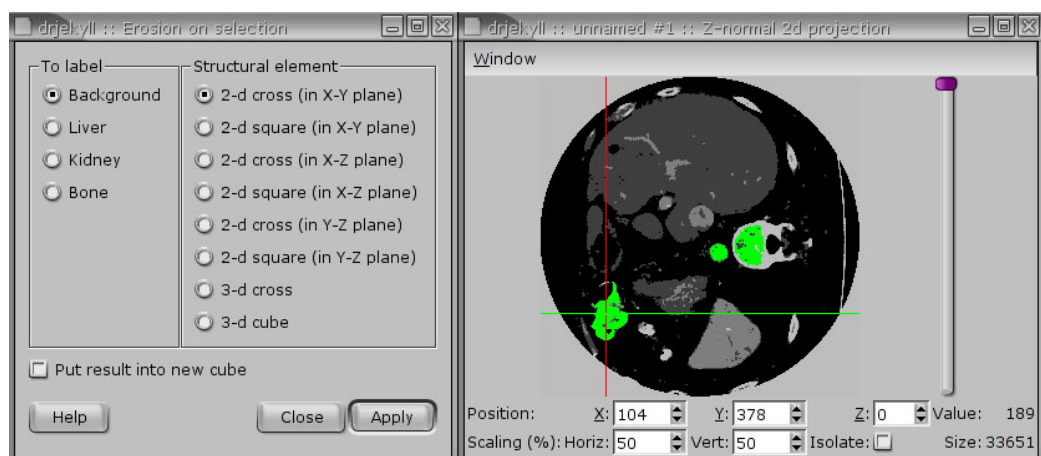 drjekyll :: Erosion on selection
To label
Background
Liver
Kidney
Bone
Structural element
2-d cross (in X-Y plane)
2-d square (in X-Y plane)
2-d cross (in X-Z plane)
2-d square (in X-Z plane)
2-d cross (in Y-Z plane)
2-d square (in Y-Z plane)
3-d cross
3-d cube
Put result into new cube
Help Close Apply
drjekyll :: unnamed #1 :: Z-normal 2d projection
Window
Position: X: 104 Y: 378 Z: 0 Value: 189
Scaling (%): Horiz: 50 Vert: 50 Isolate: Size: 33651